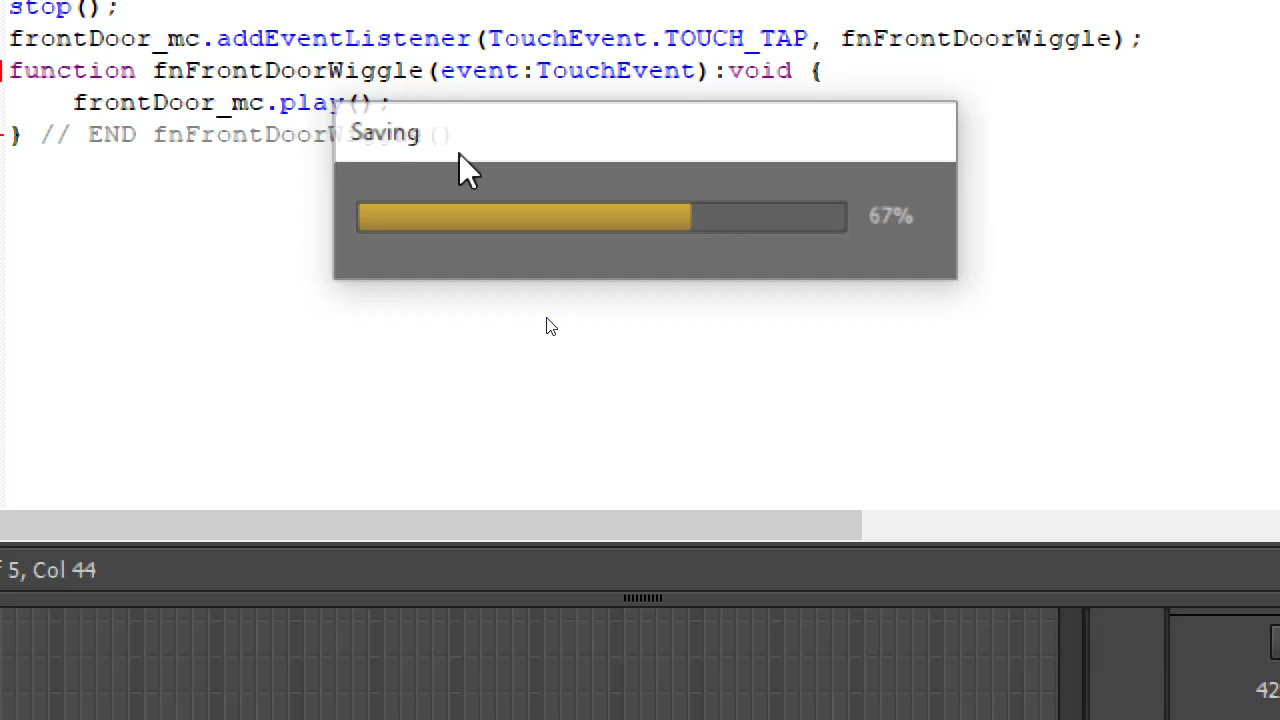 stop();
frontDoor_mc.addEventListener(TouchEvent.TOUCH_TAP, fnFrontDoorWiggle);
function fnFrontDoorWiggle(event:TouchEvent):void {
frontDoor_mc.play();
} // END fnFrontDoorWiggle()
Saving
67%
5, Col 44
42